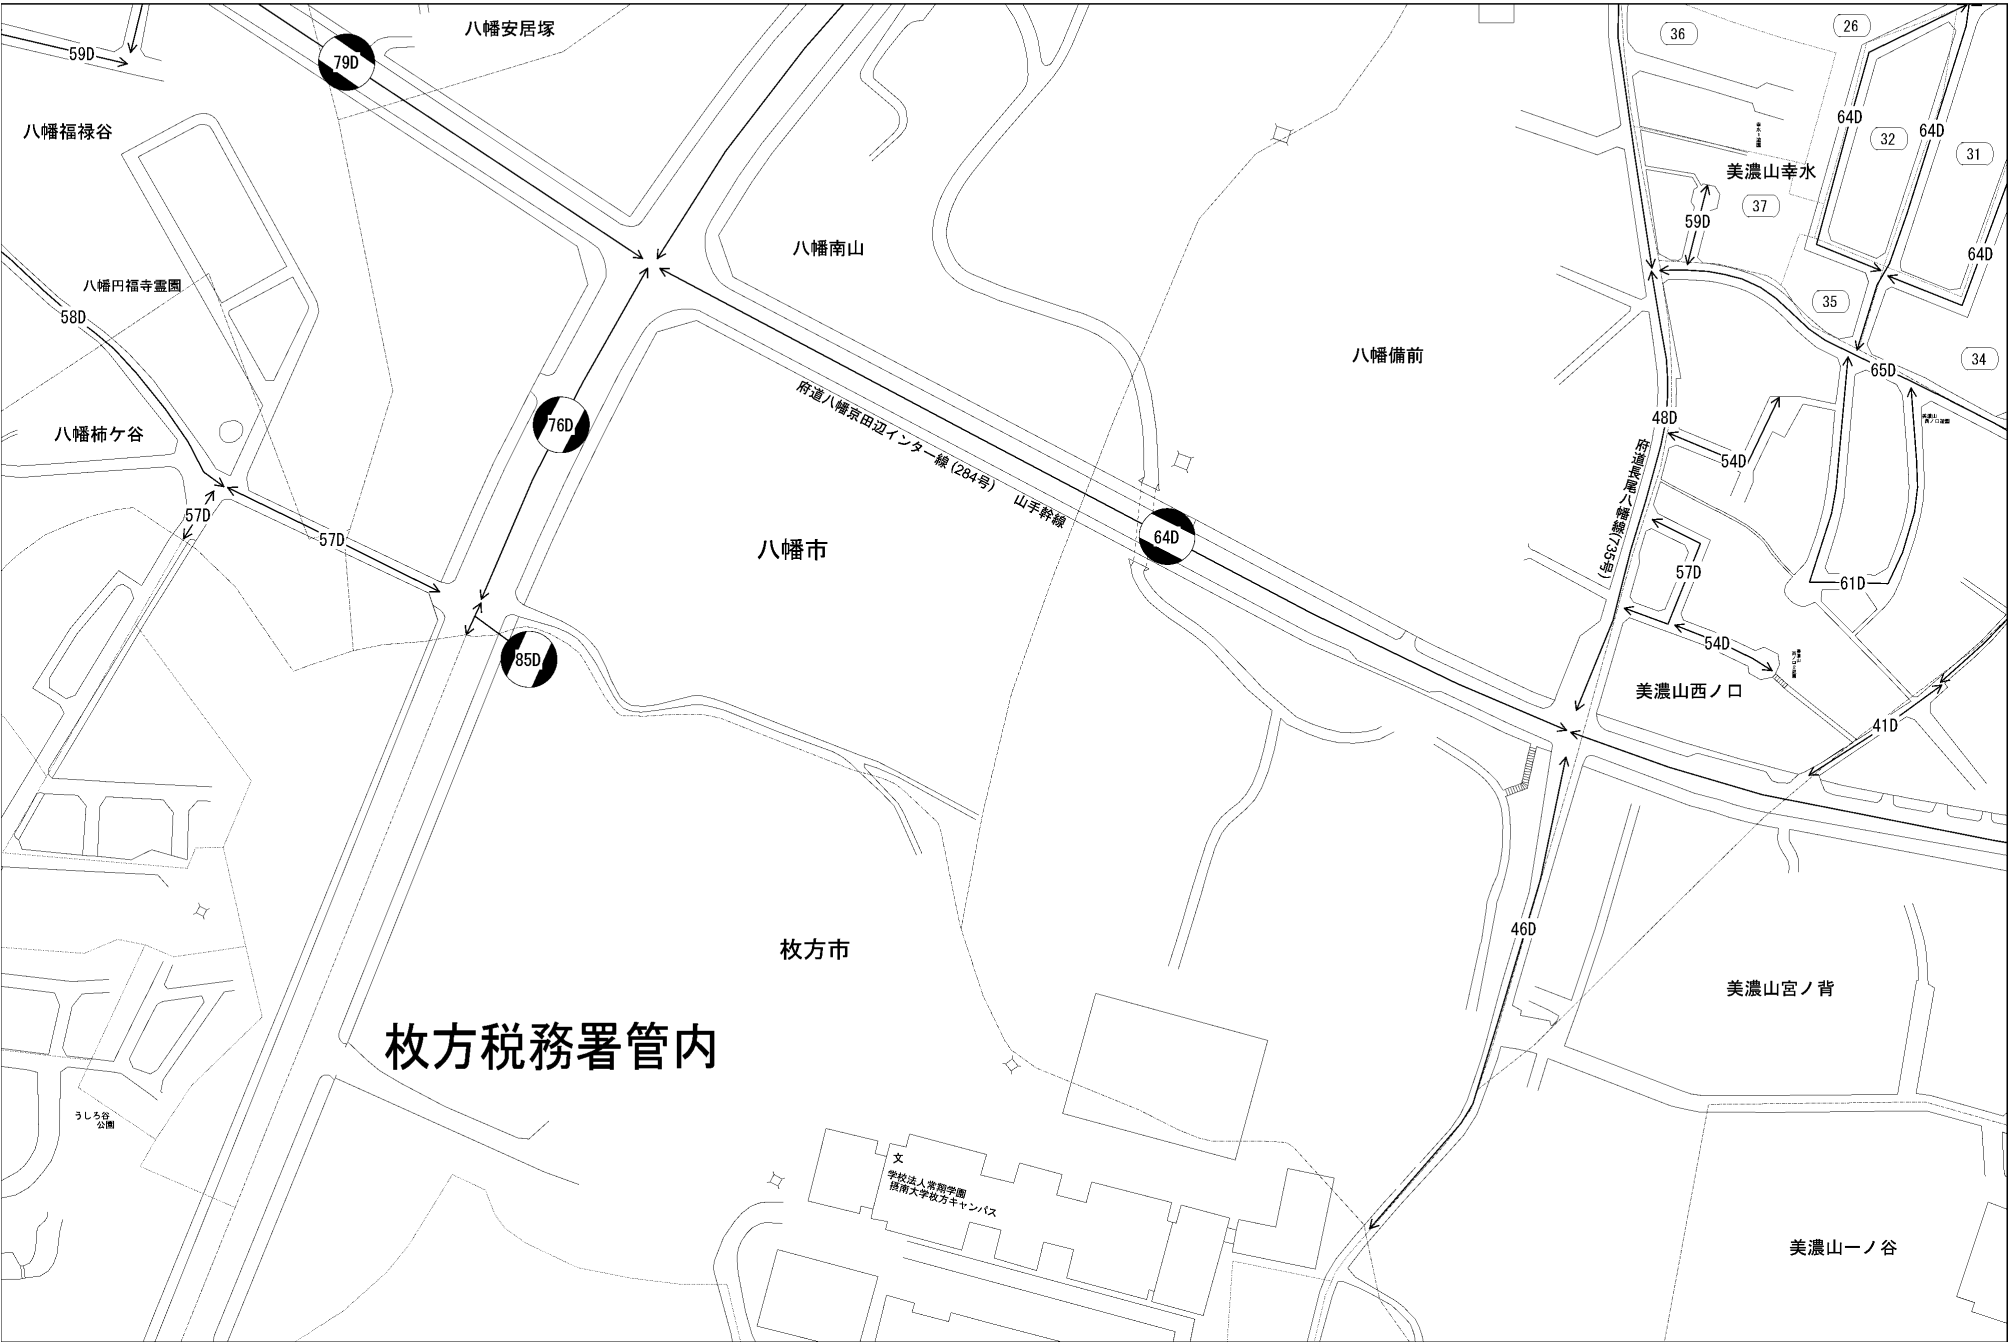 八幡安居塚
36
26
59D
79D
64D
64D
八幡福禄谷
32
31
美濃山幸水
37
59D
八幡南山
64D
八幡円福寺霊園
35
58D
八幡備前
34
65D
府道八幡京田辺インター線(284号)　山手幹線
48D
76D
八幡柿ケ谷
54D
府道長尾八幡線(735号)
57D
57D
64D
八幡市
57D
61D
54D
85D
美濃山西ノ口
41D
46D
枚方市
美濃山宮ノ背
枚方税務署管内
うしろ谷
公園
文
学校法人常翔学園
摂南大学枚方キャンパス
美濃山一ノ谷